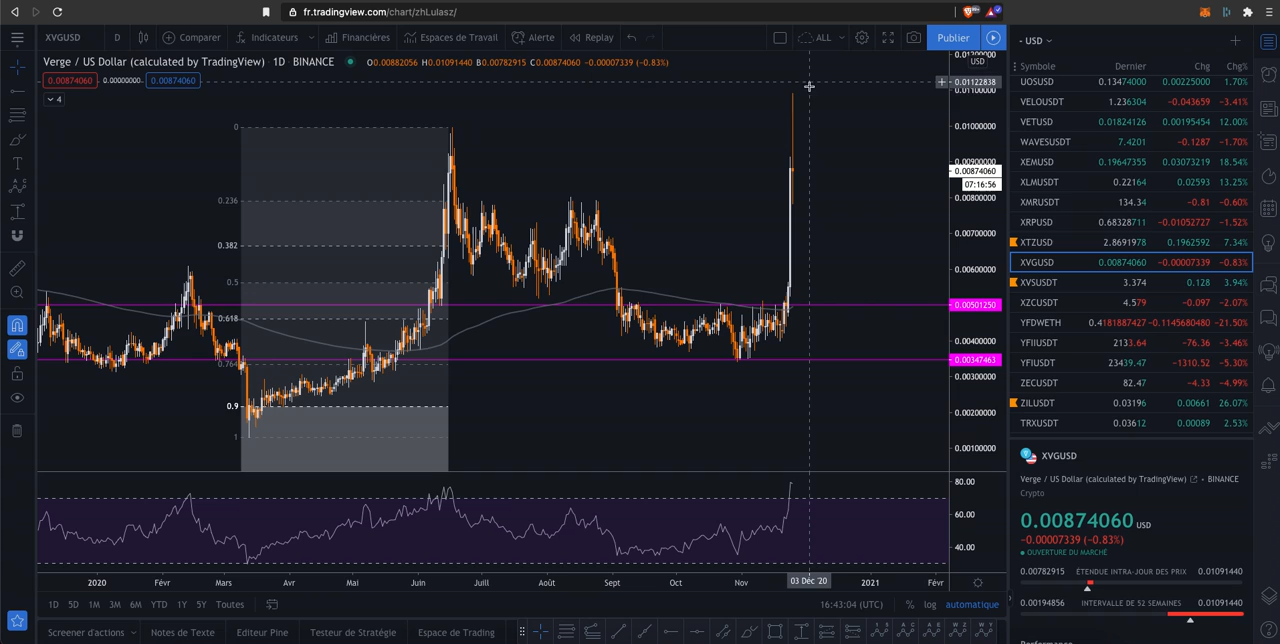 fr.tradingview.com/chart/zhLulasz/
XVGUSD D Comparer Indicateurs Financières Espaces de Travail Alerte Replay ALL Publier
Verge / US Dollar (calculated by TradingView) · 1D · BINANCE O0.00882056 H0.01091440 B0.00782915 C0.00874060 −0.00007339 (−0.83%)
0.00874060 0.00000000 0.00874060
4
0.01200000
USD
0.01122838
0.01100000
0.01000000
0.00900000
0.00874060
07:16:56
0.00800000
0.00700000
0.00600000
0.00501250
0.00400000
0.00347463
0.00300000
0.00200000
0.00100000
0
0.236
0.382
0.5
0.618
0.764
0.9
1
80.00
60.00
40.00
2020 Févr Mars Avr Mai Juin Juill Août Sept Oct Nov 03 Déc '20 2021 Févr
1D 5D 1M 3M 6M YTD 1Y 5Y Toutes 16:43:04 (UTC) % log automatique
Screener d'actions Notes de Texte Editeur Pine Testeur de Stratégie Espace de Trading
- USD
Symbole Dernier Chg Chg%
UOSUSD 0.13474000 0.00225000 1.70%
VELOUSDT 1.236304 −0.043659 −3.41%
VETUSD 0.01824126 0.00195454 12.00%
WAVESUSDT 7.4201 −0.1287 −1.70%
XEMUSD 0.19647355 0.03073219 18.54%
XLMUSDT 0.22164 0.02593 13.25%
XMRUSDT 134.34 −0.81 −0.60%
XRPUSD 0.68328711 −0.01052727 −1.52%
XTZUSD 2.8691978 0.1962592 7.34%
XVGUSD 0.00874060 −0.00007339 −0.83%
XVSUSDT 3.374 0.128 3.94%
XZCUSDT 4.579 −0.097 −2.07%
YFDWETH 0.4181887427 −0.1145680480 −21.50%
YFIIUSDT 2133.64 −76.36 −3.46%
YFIUSDT 23439.47 −1310.52 −5.30%
ZECUSDT 82.47 −4.33 −4.99%
ZILUSDT 0.03196 0.00661 26.07%
TRXUSDT 0.03612 0.00089 2.53%
XVGUSD
Verge / US Dollar (calculated by TradingView) • BINANCE
Crypto
0.00874060 USD
−0.00007339 (−0.83%)
● OUVERTURE DU MARCHÉ
0.00782915 ÉTENDUE INTRA-JOUR DES PRIX 0.01091440
0.00194856 INTERVALLE DE 52 SEMAINES 0.01091440